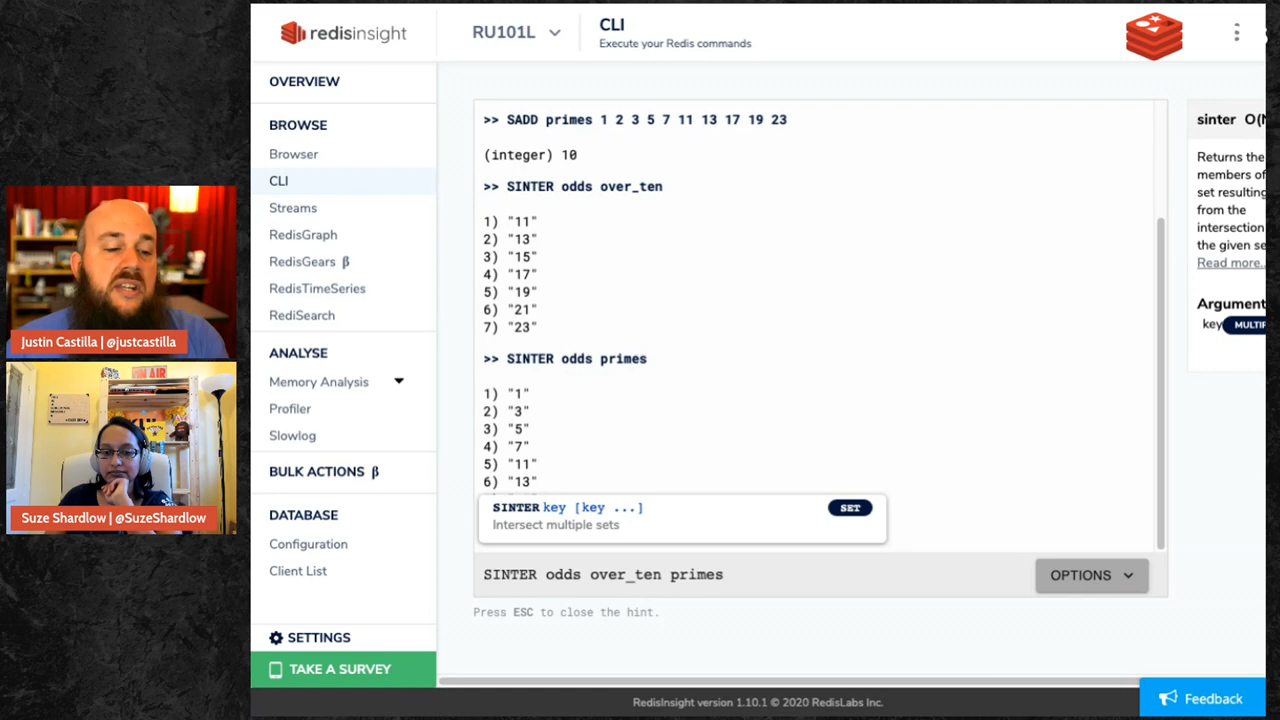 redisinsight
RU101L
CLI
Execute your Redis commands
OVERVIEW
BROWSE
Browser
CLI
Streams
RedisGraph
RedisGears β
RedisTimeSeries
RediSearch
ANALYSE
Memory Analysis
Profiler
Slowlog
BULK ACTIONS β
DATABASE
Configuration
Client List
SETTINGS
TAKE A SURVEY
>> SADD primes 1 2 3 5 7 11 13 17 19 23
(integer) 10
>> SINTER odds over_ten
1) "11"
2) "13"
3) "15"
4) "17"
5) "19"
6) "21"
7) "23"
>> SINTER odds primes
1) "1"
2) "3"
3) "5"
4) "7"
5) "11"
6) "13"
SINTER key [key ...] SET
Intersect multiple sets
SINTER odds over_ten primes
OPTIONS
Press ESC to close the hint.
sinter O(
Returns the
members of
set resulting
from the
intersection
the given se
Read more..
Argument
key MULTIP
Justin Castilla | @justcastilla
ON AIR
Suze Shardlow | @SuzeShardlow
RedisInsight version 1.10.1 © 2020 RedisLabs Inc.
Feedback